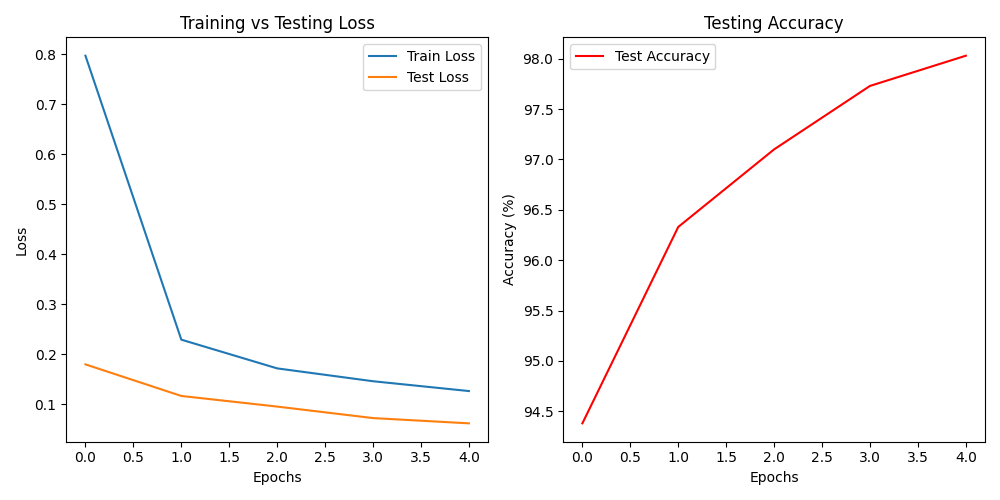 Training vs Testing Loss
Train Loss
Test Loss
Loss
0.8
0.7
0.6
0.5
0.4
0.3
0.2
0.1
0.0 0.5 1.0 1.5 2.0 2.5 3.0 3.5 4.0
Epochs
Testing Accuracy
Test Accuracy
Accuracy (%)
98.0
97.5
97.0
96.5
96.0
95.5
95.0
94.5
0.0 0.5 1.0 1.5 2.0 2.5 3.0 3.5 4.0
Epochs